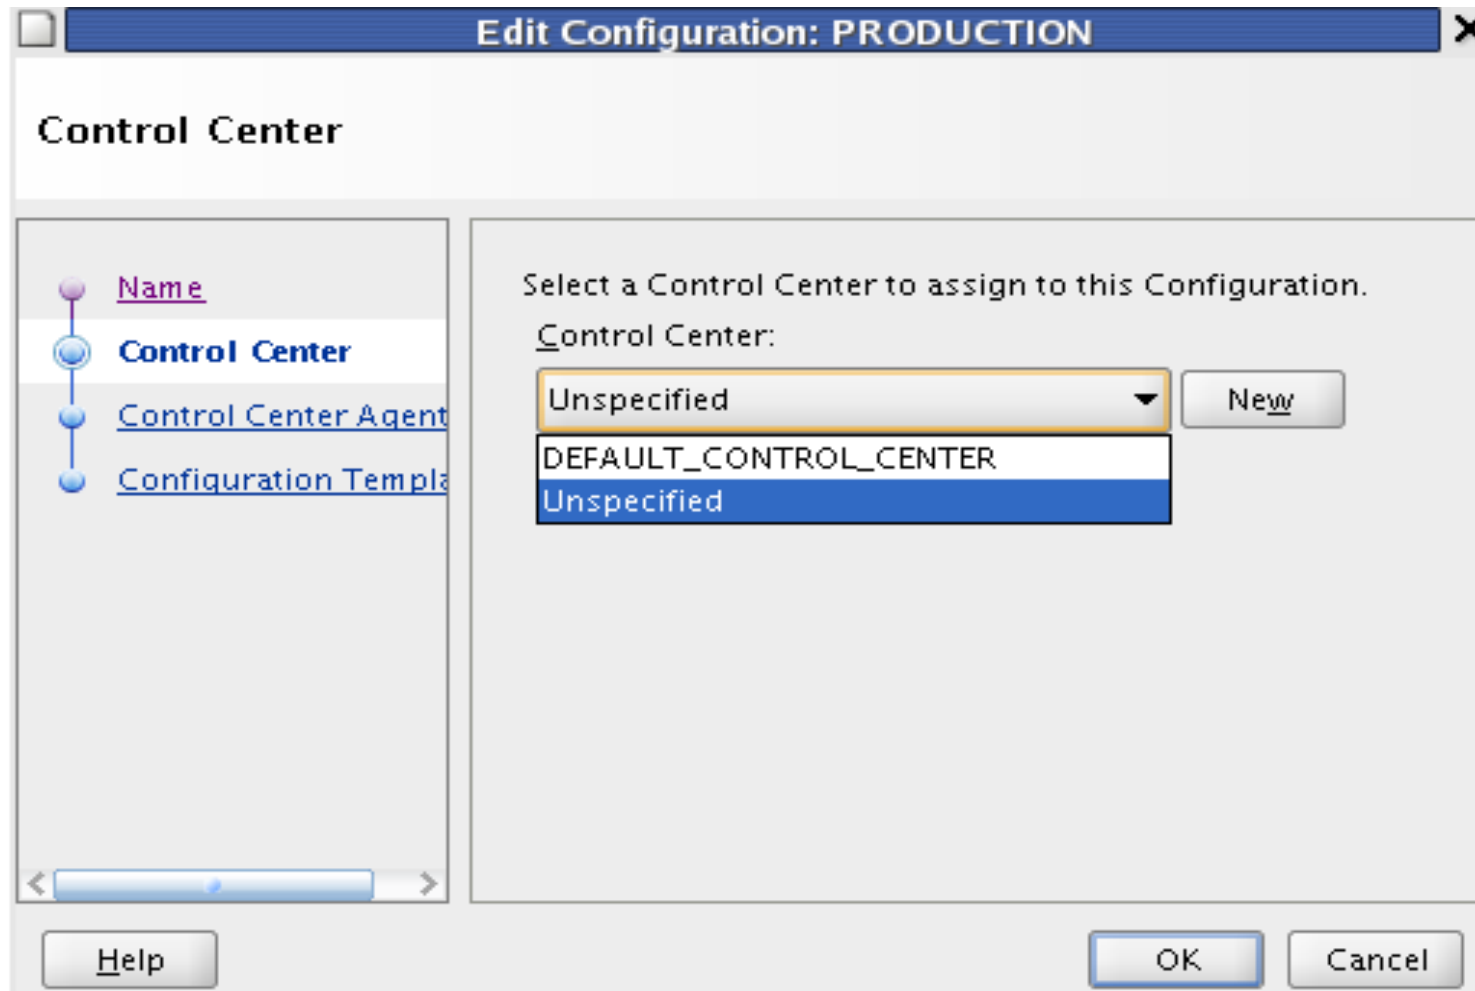 Edit Configuration: PRODUCTION
Control Center
Name
Control Center
Control Center Agent
Configuration Templa
Select a Control Center to assign to this Configuration.
Control Center:
Unspecified
New
DEFAULT_CONTROL_CENTER
Unspecified
Help
OK
Cancel